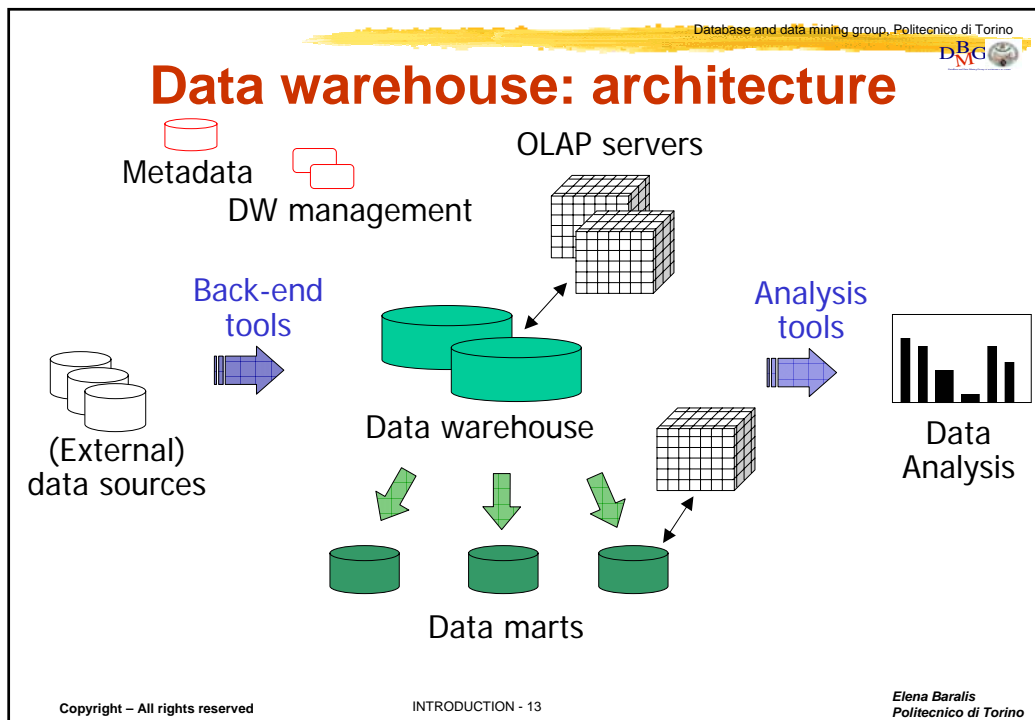 Database and data mining group, Politecnico di Torino
DBMG
Data warehouse: architecture
Metadata
DW management
OLAP servers
Back-end
tools
Analysis
tools
(External)
data sources
Data warehouse
Data
Analysis
Data marts
Copyright – All rights reserved
INTRODUCTION - 13
Elena Baralis
Politecnico di Torino